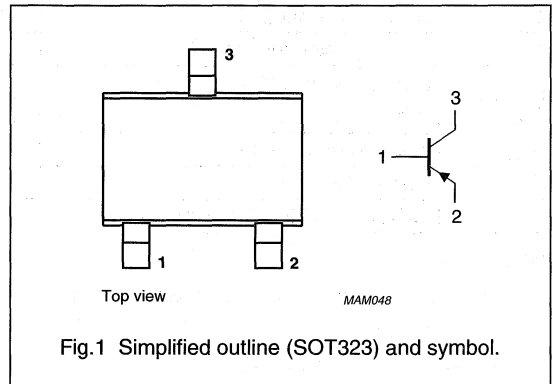 3
3
1
2
1
2
Top view
MAM048
Fig.1 Simplified outline (SOT323) and symbol.